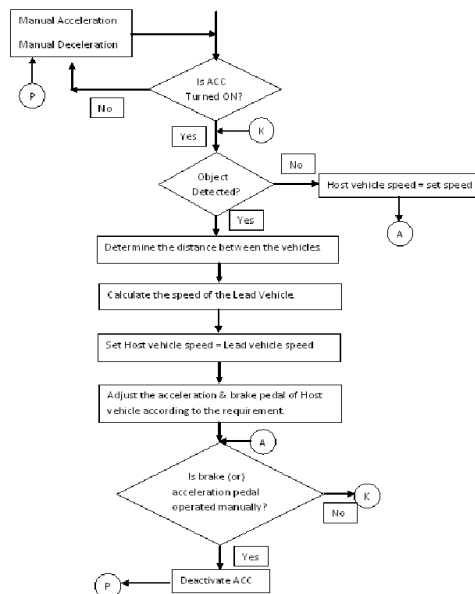 Manual Acceleration
Manual Deceleration
P
Is ACC
Turned ON?
No
Yes
K
Object
Detected?
No
Host vehicle speed = set speed
A
Yes
Determine the distance between the vehicles.
Calculate the speed of the Lead Vehicle.
Set Host vehicle speed = Lead vehicle speed
Adjust the acceleration & brake pedal of Host
vehicle according to the requirement.
A
Is brake (or)
acceleration pedal
operated manually?
No
K
Yes
Deactivate ACC
P